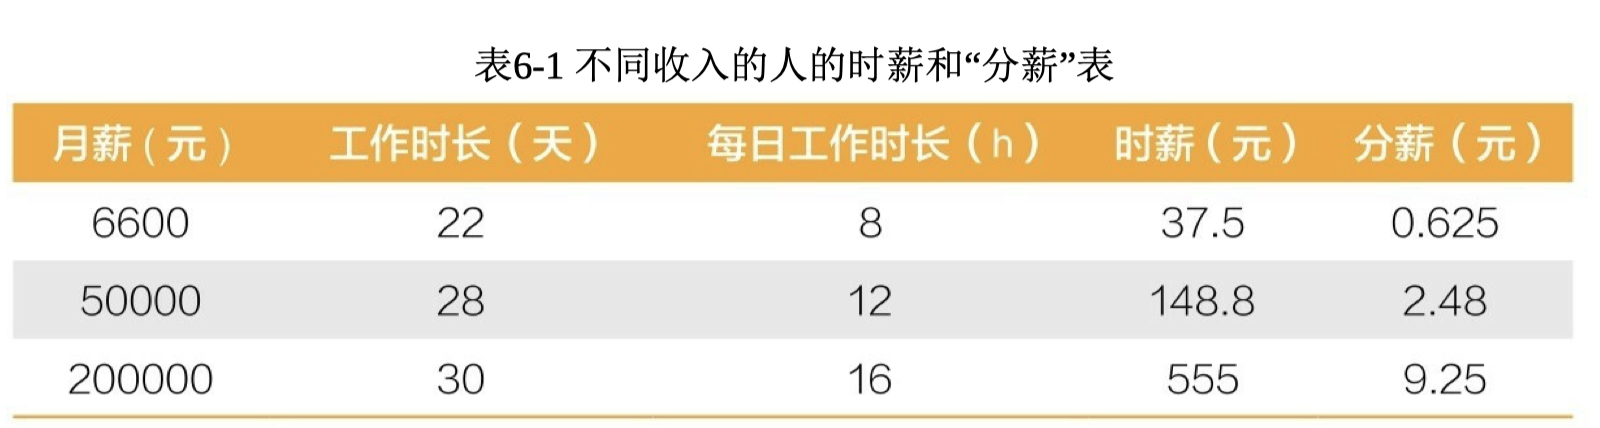 表6-1 不同收入的人的时薪和“分薪”表
月薪（元） 工作时长（天） 每日工作时长（h） 时薪（元） 分薪（元）
6600 22 8 37.5 0.625
50000 28 12 148.8 2.48
200000 30 16 555 9.25